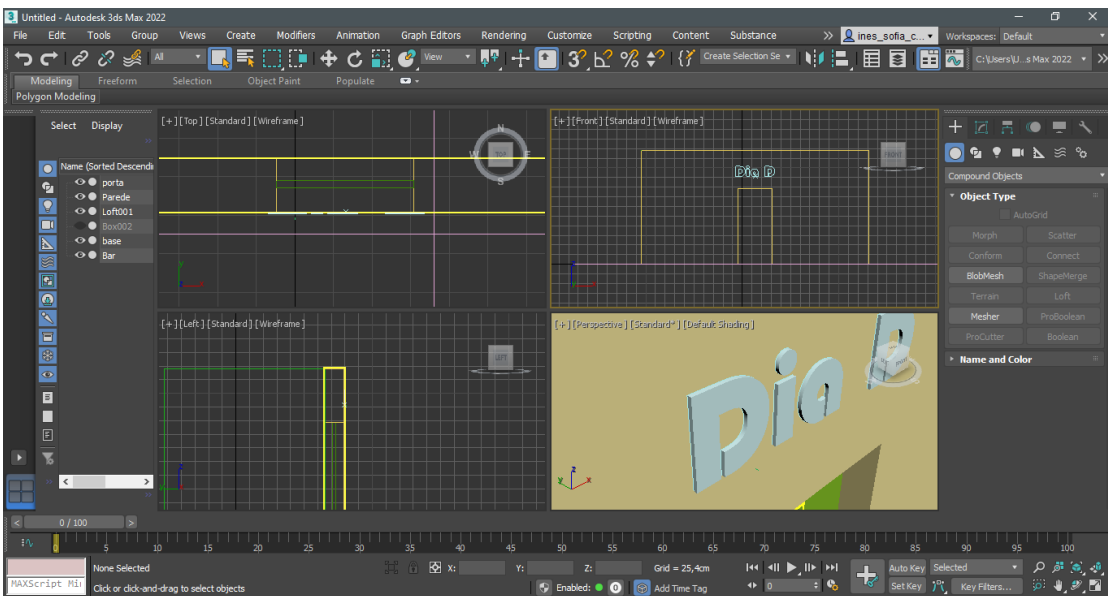 Untitled - Autodesk 3ds Max 2022
File Edit Tools Group Views Create Modifiers Animation Graph Editors Rendering Customize Scripting Content Substance ines_sofia_c... Workspaces: Default
All View Create Selection Se C:\Users\U...s Max 2022
Modeling Freeform Selection Object Paint Populate
Polygon Modeling
Select Display
Name (Sorted Descendin
porta
Parede
Loft001
Box002
base
Bar
[+] [Top] [Standard] [Wireframe]
N
W
E
S
TOP
[+] [Front] [Standard] [Wireframe]
Dia D
FRONT
[+] [Left] [Standard] [Wireframe]
LEFT
[+] [Perspective] [Standard*] [Default Shading]
Dia D
Compound Objects
Object Type
AutoGrid
Morph Scatter
Conform Connect
BlobMesh ShapeMerge
Terrain Loft
Mesher ProBoolean
ProCutter Boolean
Name and Color
0 / 100
0 5 10 15 20 25 30 35 40 45 50 55 60 65 70 75 80 85 90 95 100
None Selected X: Y: Z: Grid = 25,4cm Auto Key Selected
MAXScript Mi Click or click-and-drag to select objects Enabled: 0 Add Time Tag 0 Set Key Key Filters...